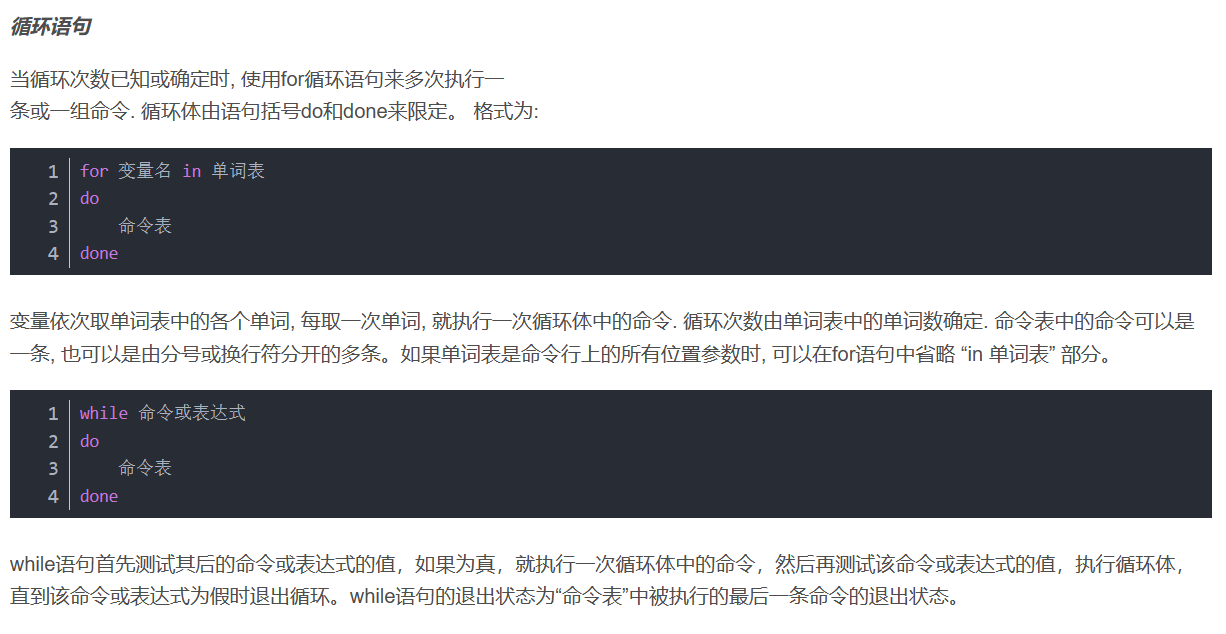 循环语句
当循环次数已知或确定时, 使用for循环语句来多次执行一
条或一组命令. 循环体由语句括号do和done来限定。 格式为:
1 for 变量名 in 单词表
2 do
3     命令表
4 done
变量依次取单词表中的各个单词, 每取一次单词, 就执行一次循环体中的命令. 循环次数由单词表中的单词数确定. 命令表中的命令可以是
一条, 也可以是由分号或换行符分开的多条。如果单词表是命令行上的所有位置参数时, 可以在for语句中省略 “in 单词表” 部分。
1 while 命令或表达式
2 do
3     命令表
4 done
while语句首先测试其后的命令或表达式的值，如果为真，就执行一次循环体中的命令，然后再测试该命令或表达式的值，执行循环体，
直到该命令或表达式为假时退出循环。while语句的退出状态为“命令表”中被执行的最后一条命令的退出状态。